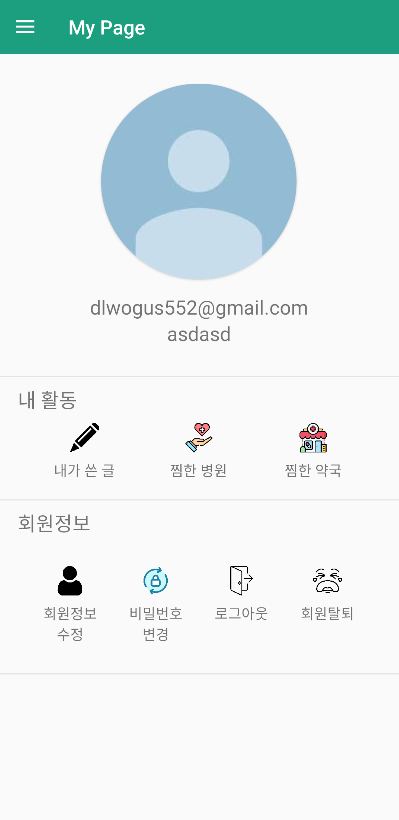 My Page
dlwogus552@gmail.com
asdasd
내 활동
내가 쓴 글 찜한 병원 찜한 약국
회원정보
회원정보 비밀번호 로그아웃 회원탈퇴
수정 변경